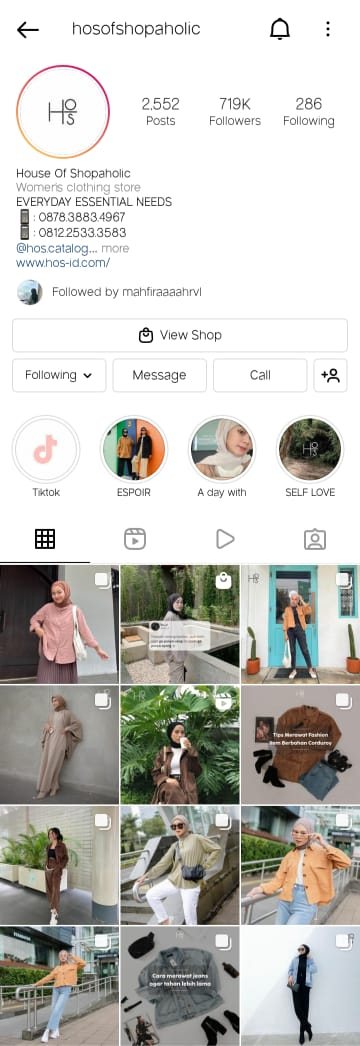 hosofshopaholic
HOS
2,552 719K 286
Posts Followers Following
House Of Shopaholic
Women's clothing store
EVERYDAY ESSENTIAL NEEDS
: 0878.3883.4967
: 0812.2533.3583
@hos.catalog... more
www.hos-id.com/
Followed by mahfiraaaahrvl
View Shop
Following Message Call
Tiktok ESPOIR A day with SELF LOVE
Tips Merawat Fashion
Item Berbahan Corduroy
Cara merawat jeans
agar tahan lebih lama